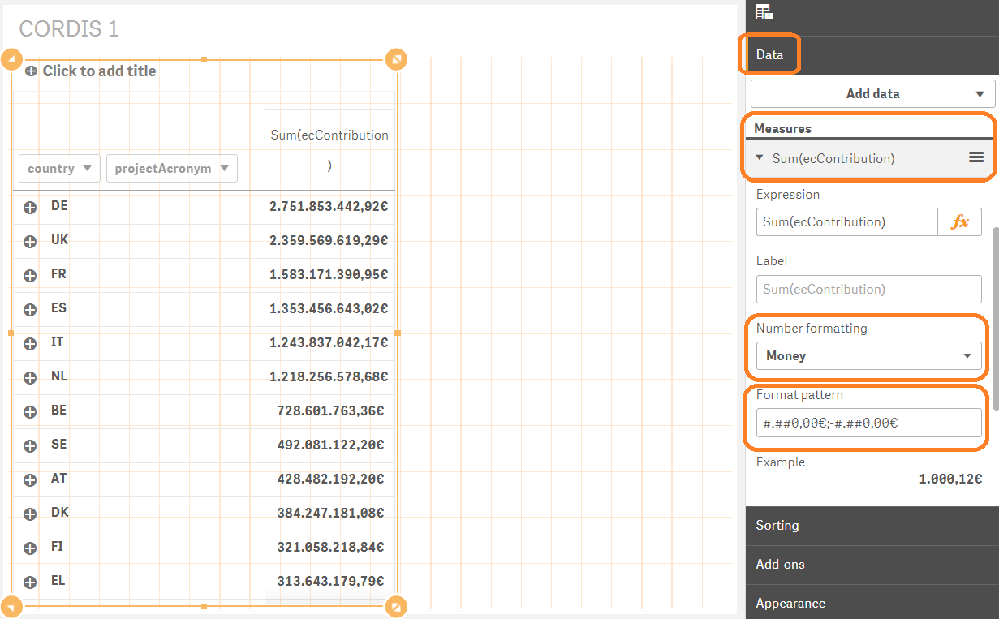 CORDIS 1
Click to add title
Sum(ecContribution
)
country projectAcronym
DE 2.751.853.442,92€
UK 2.359.569.619,29€
FR 1.583.171.390,95€
ES 1.353.456.643,02€
IT 1.243.837.042,17€
NL 1.218.256.578,68€
BE 728.601.763,36€
SE 492.081.122,20€
AT 428.482.192,20€
DK 384.247.181,08€
FI 321.058.218,84€
EL 313.643.179,79€
Data
Add data
Measures
Sum(ecContribution)
Expression
Sum(ecContribution) fx
Label
Sum(ecContribution)
Number formatting
Money
Format pattern
#.##0,00€;-#.##0,00€
Example
1.000,12€
Sorting
Add-ons
Appearance